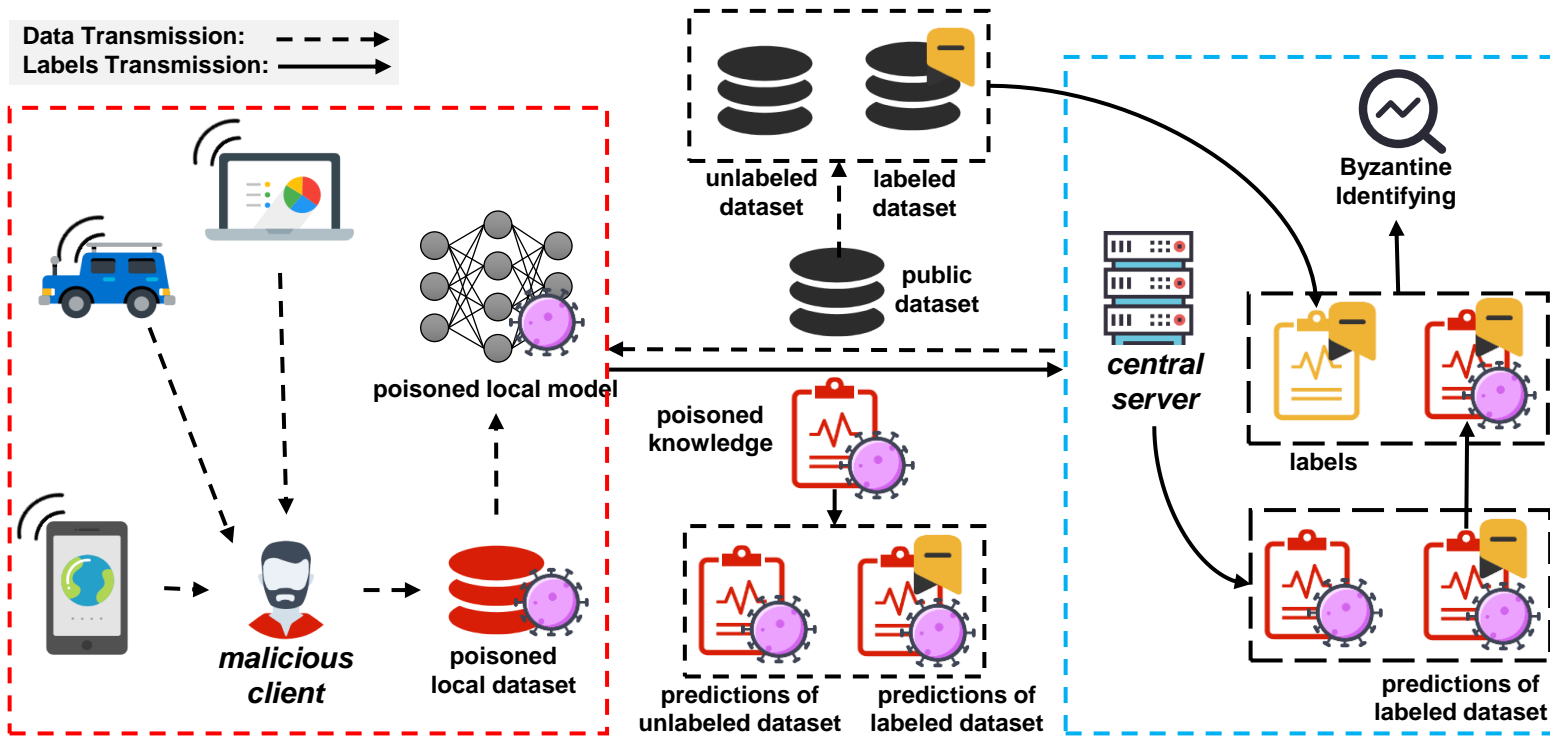 Data Transmission:
Labels Transmission:
unlabeled
dataset
labeled
dataset
public
dataset
poisoned local model
poisoned
knowledge
malicious
client
poisoned
local dataset
predictions of
unlabeled dataset
predictions of
labeled dataset
Byzantine
Identifying
central
server
labels
predictions of
labeled dataset